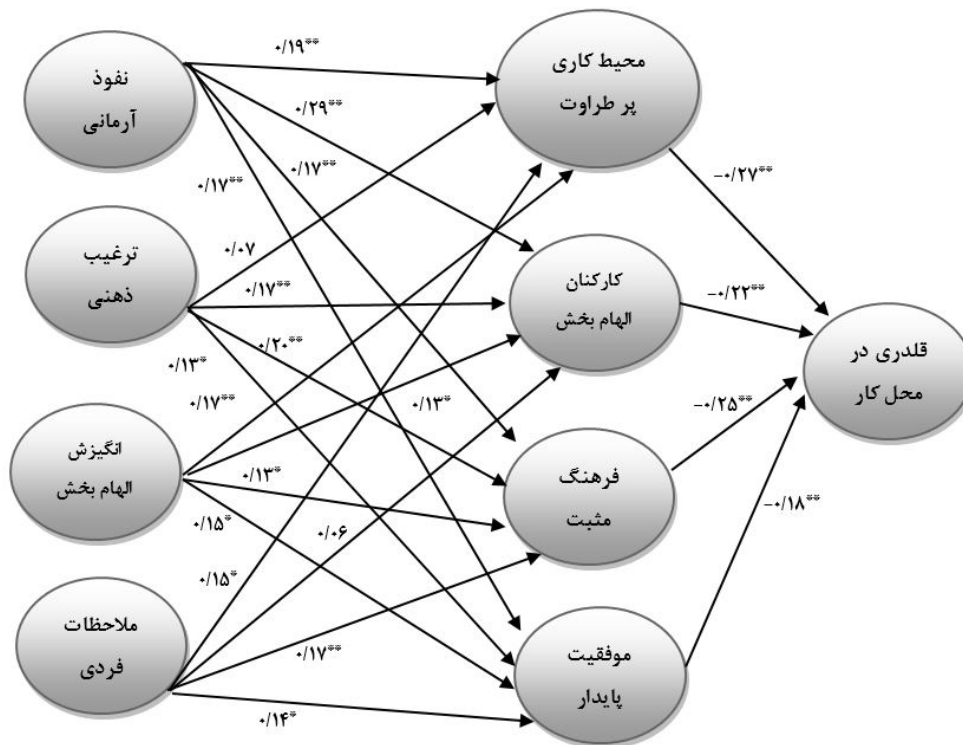 نفوذ
آرمانی
ترغیب
ذهنی
انگیزش
الهام بخش
ملاحظات
فردی
۰/۱۹**
۰/۲۹**
۰/۱۷**
۰/۱۷**
۰/۰۷
۰/۱۷**
۰/۲۰**
۰/۱۳*
۰/۱۷**
۰/۱۳*
۰/۱۳*
۰/۱۵*
۰/۰۶
۰/۱۵*
۰/۱۷**
۰/۱۴*
محیط کاری
پر طراوت
کارکنان
الهام بخش
فرهنگ
مثبت
موفقیت
پایدار
-۰/۲۷**
-۰/۲۲**
-۰/۲۵**
-۰/۱۸**
قلدری در
محل کار